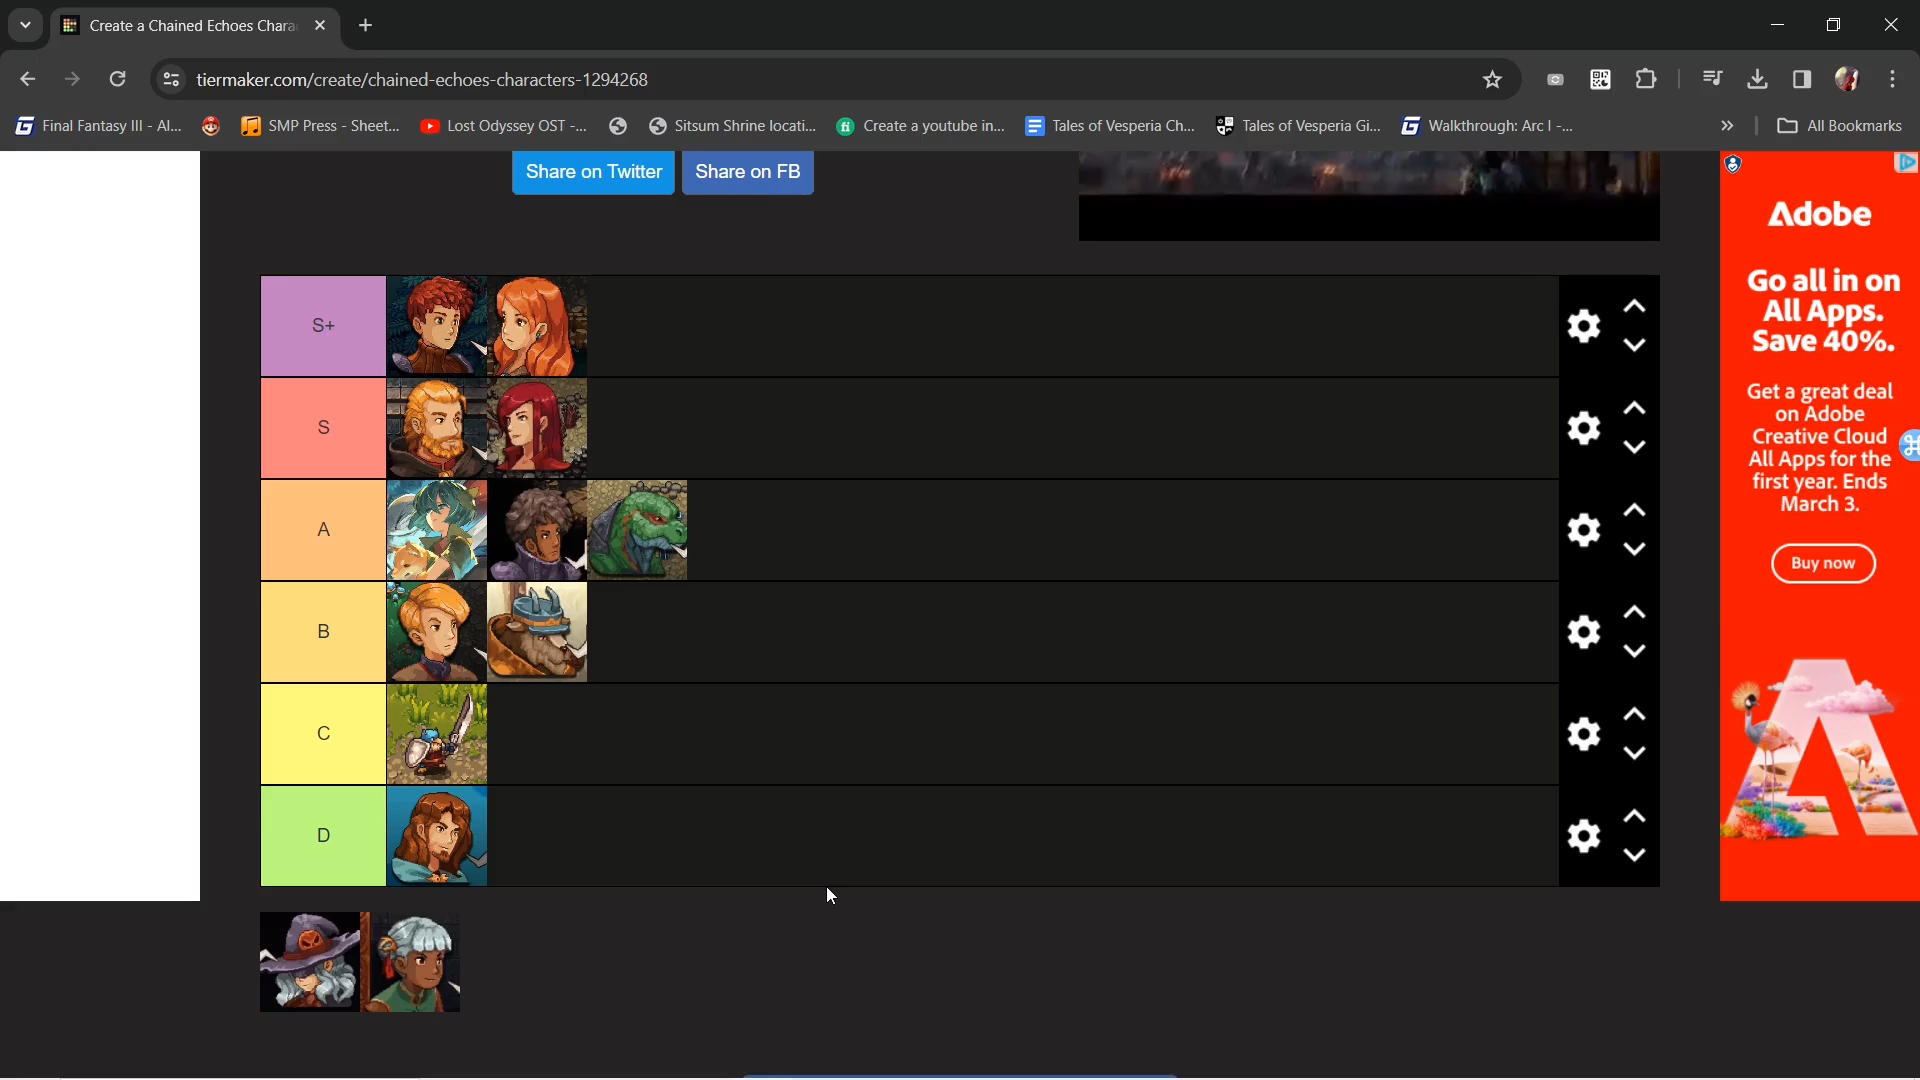 Create a Chained Echoes Chara
tiermaker.com/create/chained-echoes-characters-1294268
Final Fantasy III - Al...
SMP Press - Sheet...
Lost Odyssey OST -...
Sitsum Shrine locati...
Create a youtube in...
Tales of Vesperia Ch...
Tales of Vesperia Gi...
Walkthrough: Arc I -...
All Bookmarks
Share on Twitter
Share on FB
S+
S
A
B
C
D
Adobe
Go all in on
All Apps.
Save 40%.
Get a great deal
on Adobe
Creative Cloud
All Apps for the
first year. Ends
March 3.
Buy now